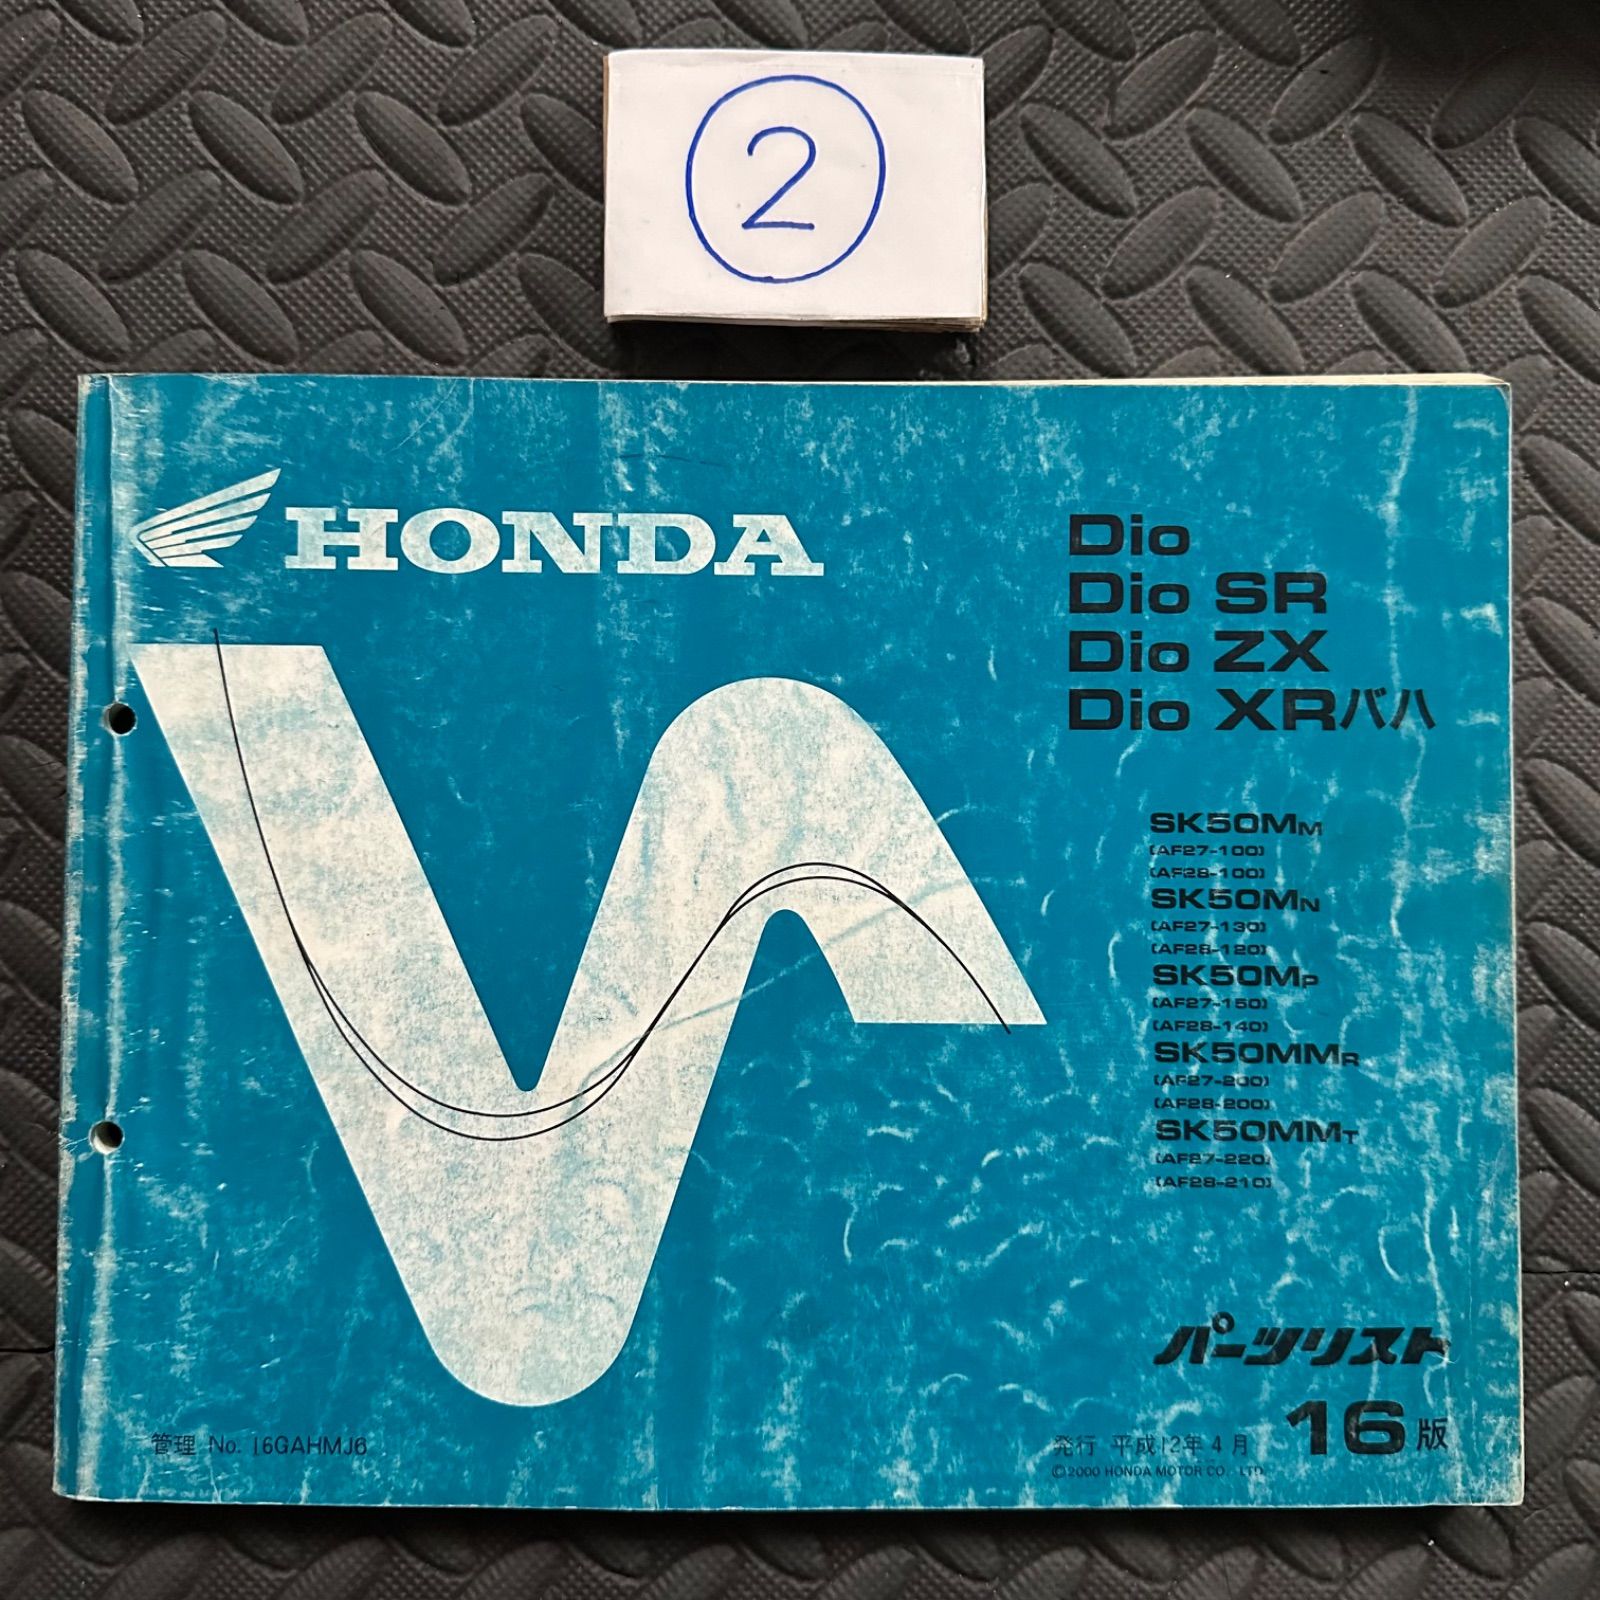 2
HONDA
Dio
Dio SR
Dio ZX
Dio XRバハ
SK50MM
(AF27-100)
(AF28-100)
SK50MN
(AF27-130)
(AF28-120)
SK50MP
(AF27-150)
(AF28-140)
SK50MMR
(AF27-200)
(AF28-200)
SK50MMT
(AF27-220)
(AF28-210)
パーツリスト
16版
管理 No. 16GAHMJ6
発行 平成12年4月
©2000 HONDA MOTOR CO., LTD.